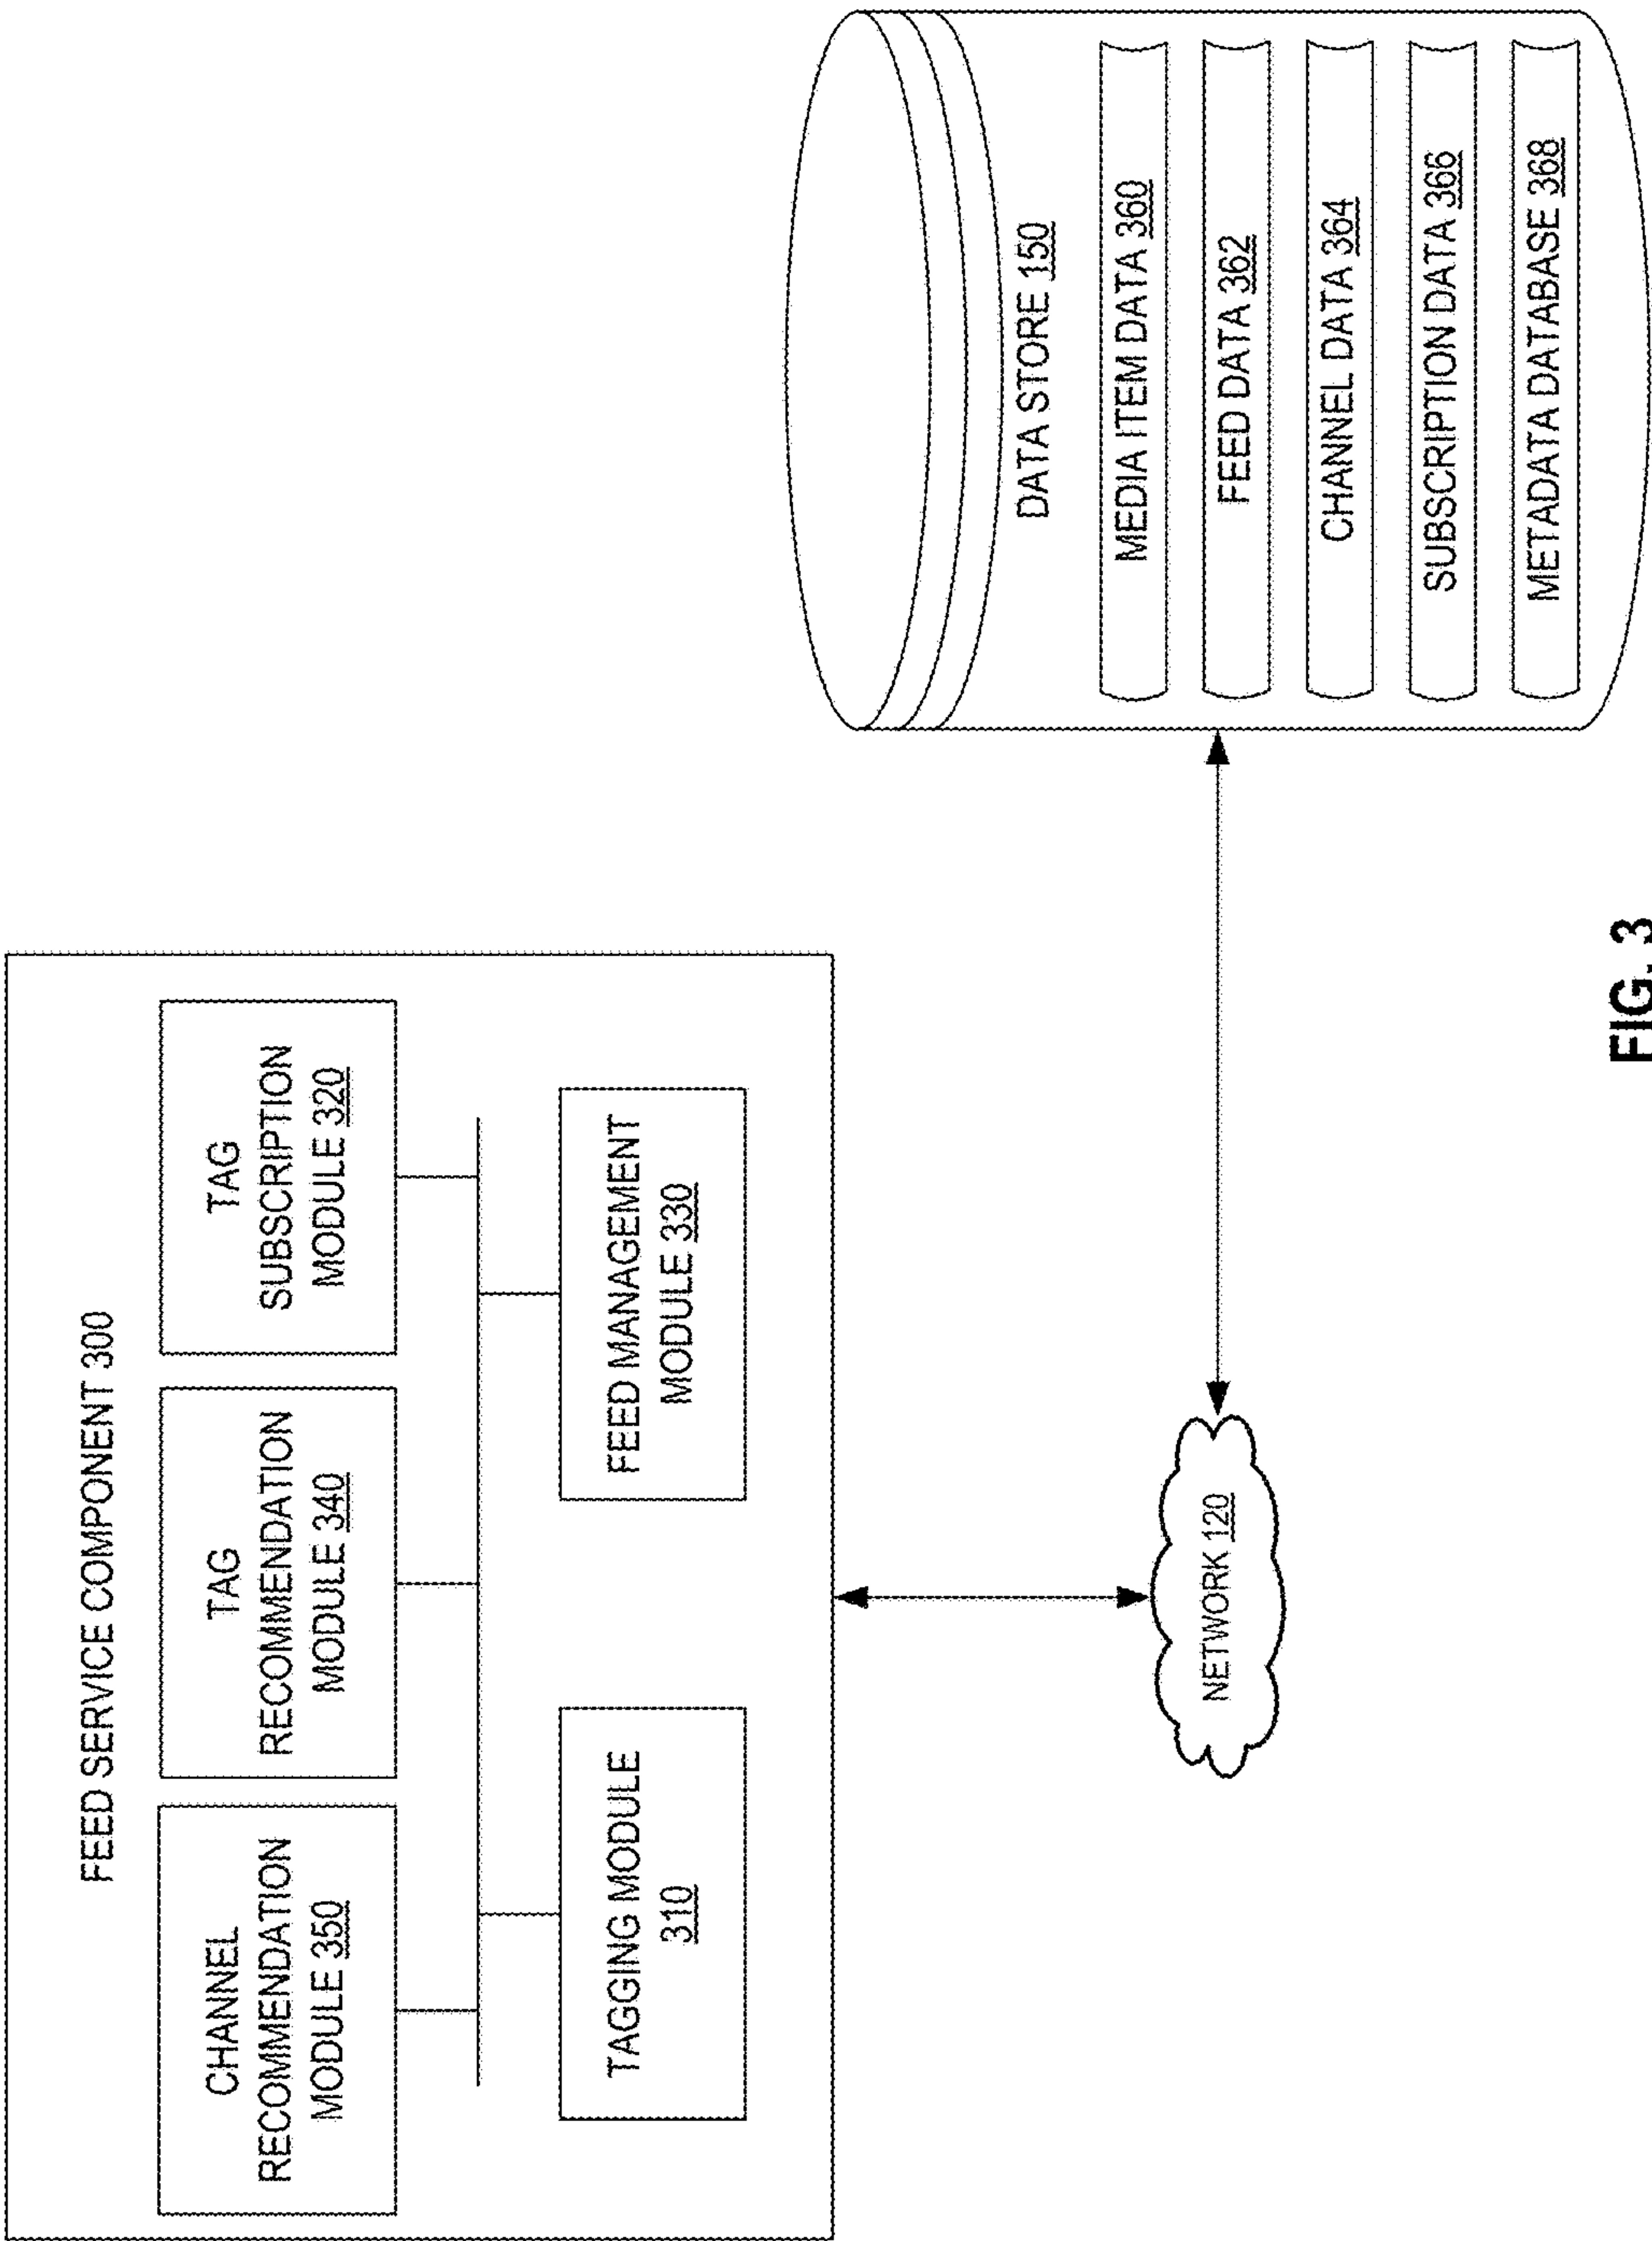 FEED SERVICE COMPONENT 300
CHANNEL
RECOMMENDATION
MODULE 350
TAG
RECOMMENDATION
MODULE 340
TAG
SUBSCRIPTION
MODULE 320
TAGGING MODULE
310
FEED MANAGEMENT
MODULE 330
NETWORK 120
DATA STORE 150
MEDIA ITEM DATA 360
FEED DATA 362
CHANNEL DATA 364
SUBSCRIPTION DATA 366
METADATA DATABASE 368
FIG. 3